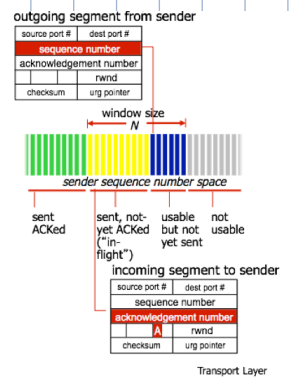 outgoing segment from sender
source port # dest port #
sequence number
acknowledgement number
rwnd
checksum urg pointer
window size
N
sender sequence number space
sent
ACKed
sent, not-
yet ACKed
("in-
flight")
usable
but not
yet sent
not
usable
incoming segment to sender
source port # dest port #
sequence number
acknowledgement number
A rwnd
checksum urg pointer
Transport Layer